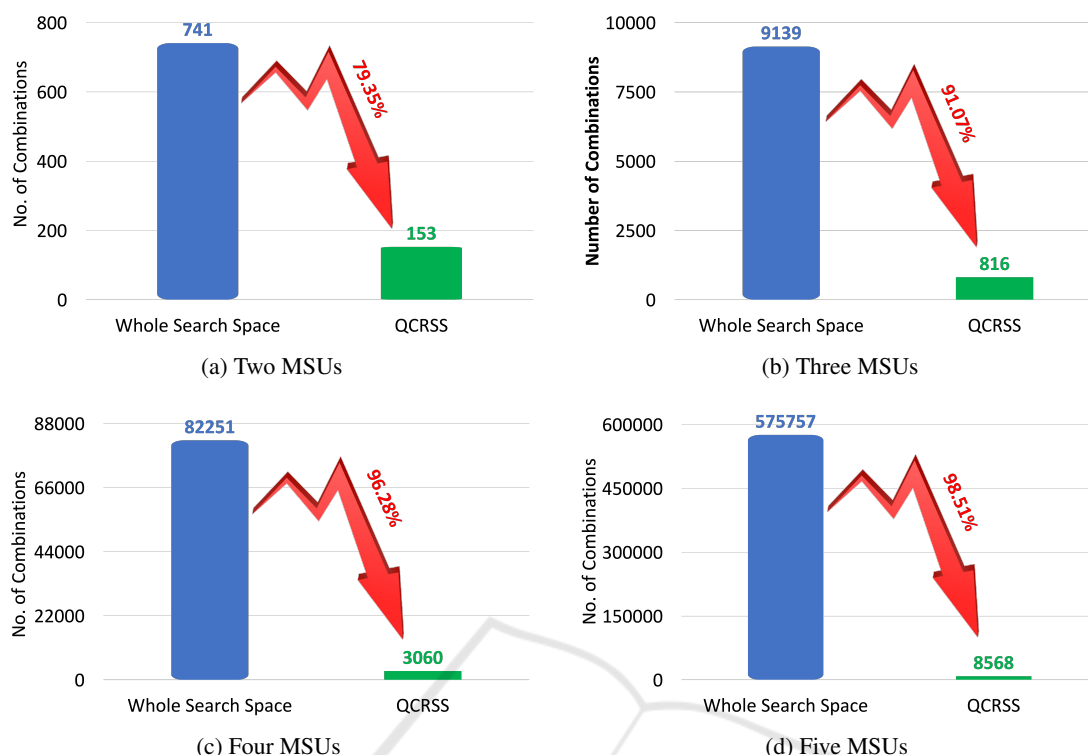 800
741
600
400
200
0
No. of Combinations
79.35%
153
Whole Search Space
QCRSS
(a) Two MSUs
10000
9139
7500
5000
2500
0
Number of Combinations
91.07%
816
Whole Search Space
QCRSS
(b) Three MSUs
88000
82251
66000
44000
22000
0
No. of Combinations
96.28%
3060
Whole Search Space
QCRSS
(c) Four MSUs
600000
575757
450000
300000
150000
0
No. of Combinations
98.51%
8568
Whole Search Space
QCRSS
(d) Five MSUs